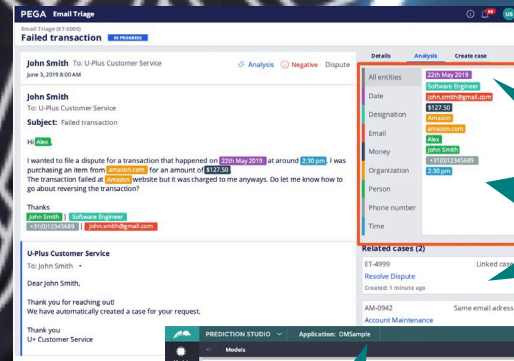 PEGA Email Triage
Email Triage (ET-5000)
Failed transaction IN PROGRESS
John Smith To: U-Plus Customer Service
June 3, 2019 8:00 AM
Analysis Negative Dispute
John Smith
To: U-Plus Customer Service
Subject: Failed transaction
Hi Alex
I wanted to file a dispute for a transaction that happened on 22th May 2019 at around 2:30 pm. I was
purchasing an item from amazon.com for an amount of $127.50
The transaction failed at Amazon website but it was charged to me anyways. Do let me know how to
go about reversing the transaction?
Thanks
John Smith | Software Engineer
+31(0)12345689 | John.smith@gmail.com
U-Plus Customer Service
To: John Smith
Dear John Smith,
Thank you for reaching out!
We have automatically created a case for your request.
Thank you
U+ Customer Service
Details Analysis Create case
All entities
Date
Designation
Email
Money
Organization
Person
Phone number
Time
22th May 2019
Software Engineer
john.smith@gmail.com
$127.50
Amazon
amazon.com
Alex
John Smith
+31(0)12345689
2:30 pm
Related cases (2)
ET-4999 Linked case
Resolve Dispute
Created: 1 minute ago
AM-0942 Same email adress
Account Maintenance
PREDICTION STUDIO Application: DMSample
Models